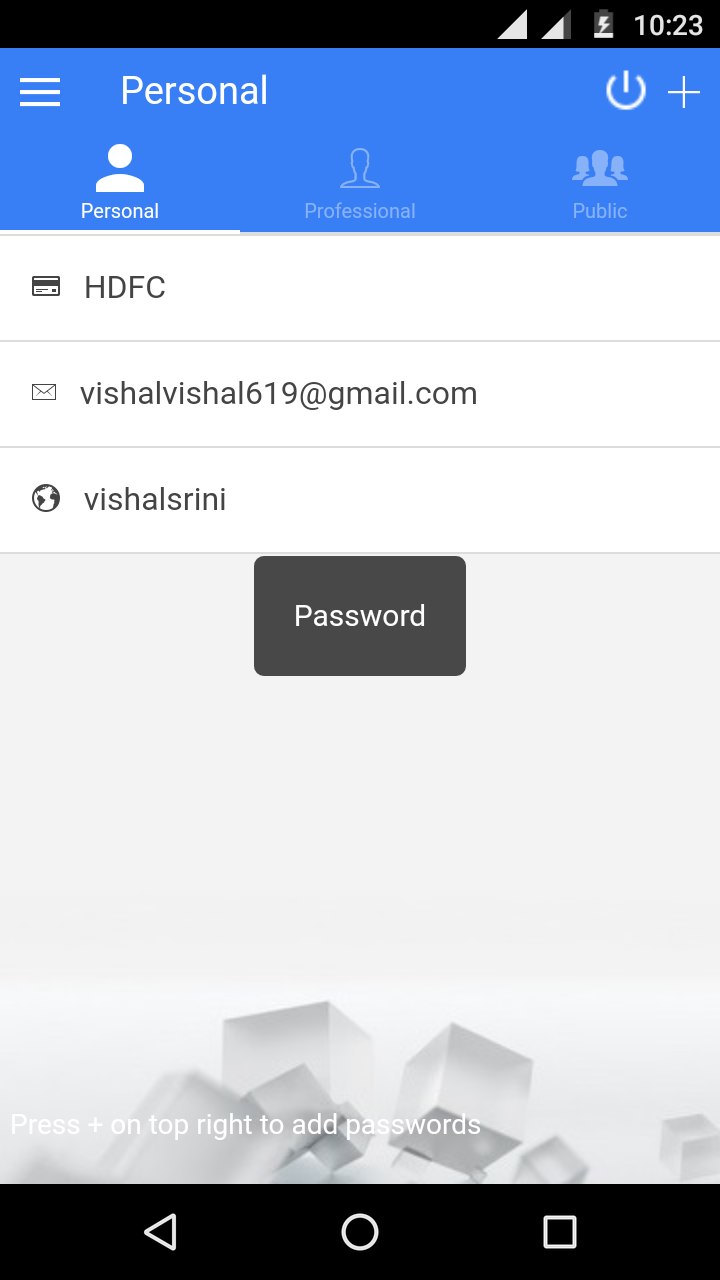 10:23
Personal
Personal
Professional
Public
HDFC
vishalvishal619@gmail.com
vishalsrini
Password
Press + on top right to add passwords